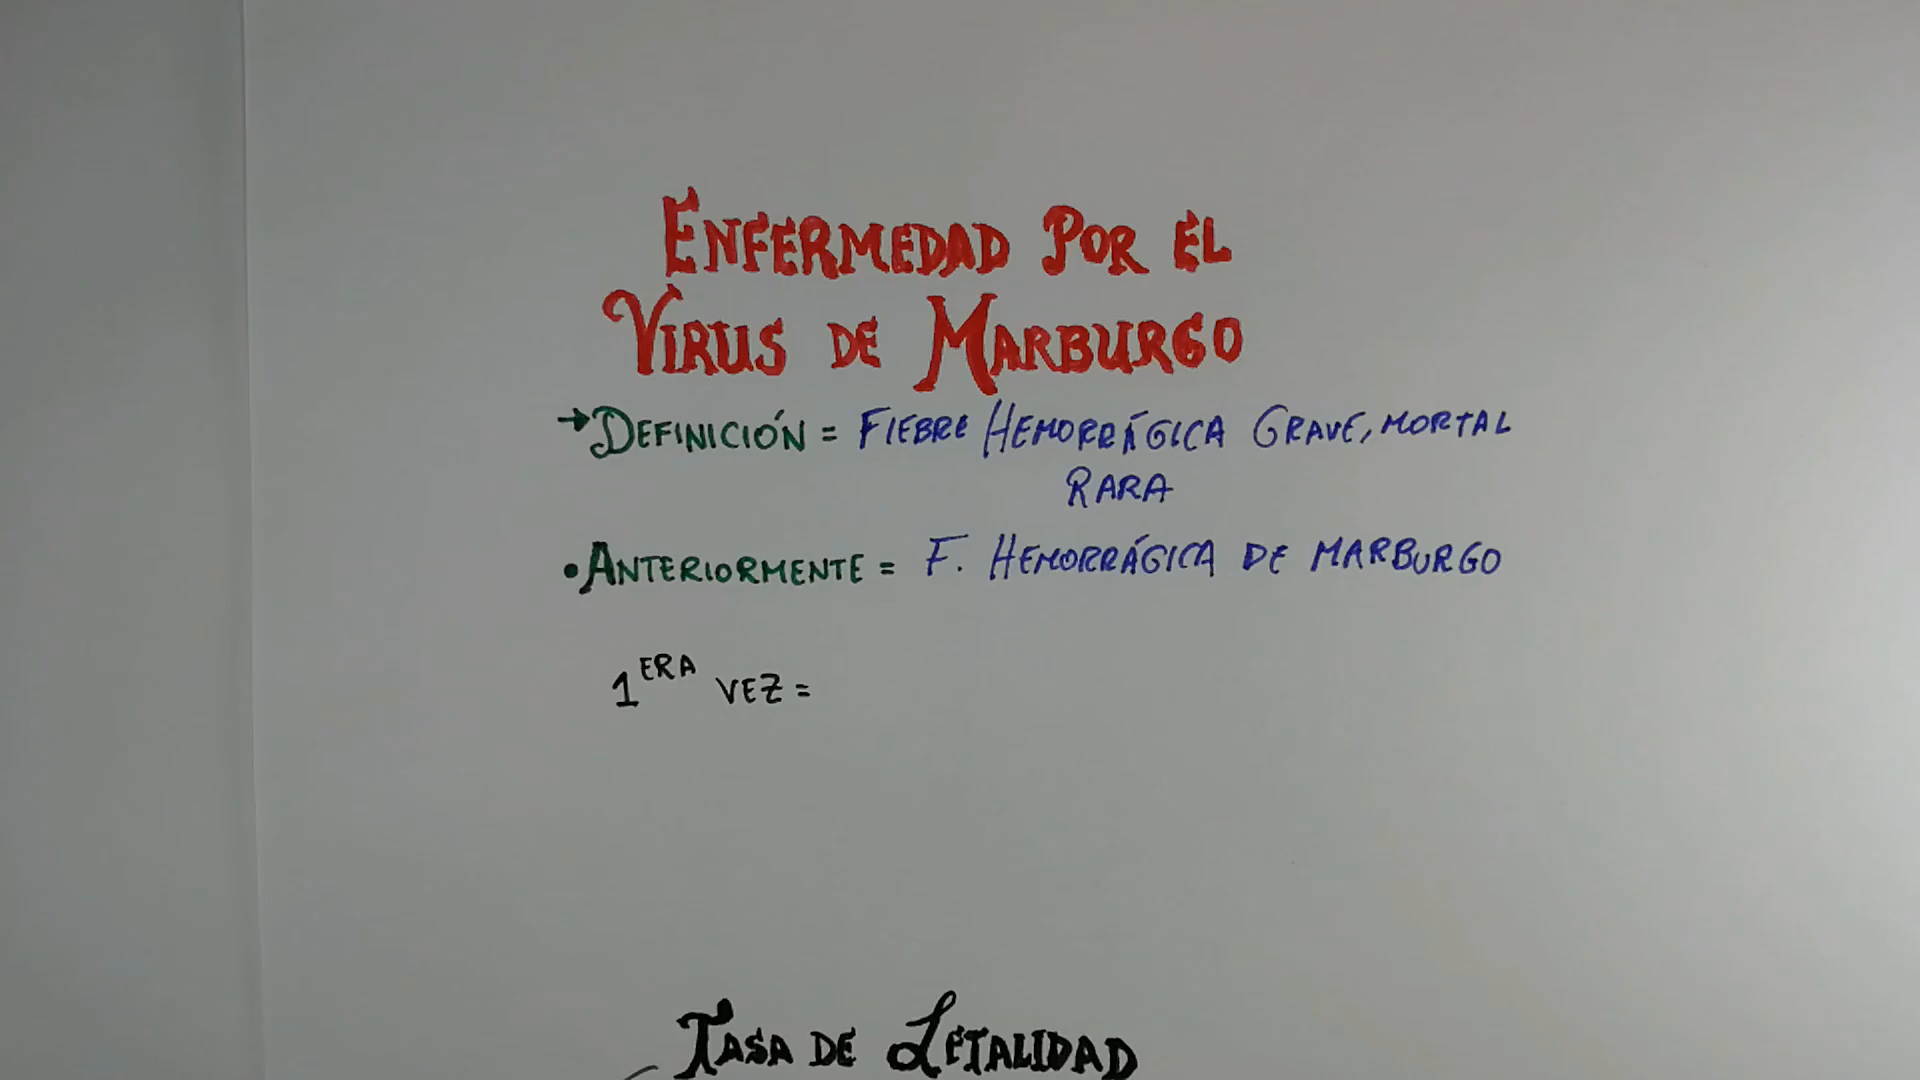 ENFERMEDAD POR EL
VIRUS DE MARBURGO
→DEFINICIÓN = FIEBRE HEMORRÁGICA GRAVE, MORTAL
RARA
•ANTERIORMENTE = F. HEMORRÁGICA DE MARBURGO
1ERA VEZ =
TASA DE LETALIDAD